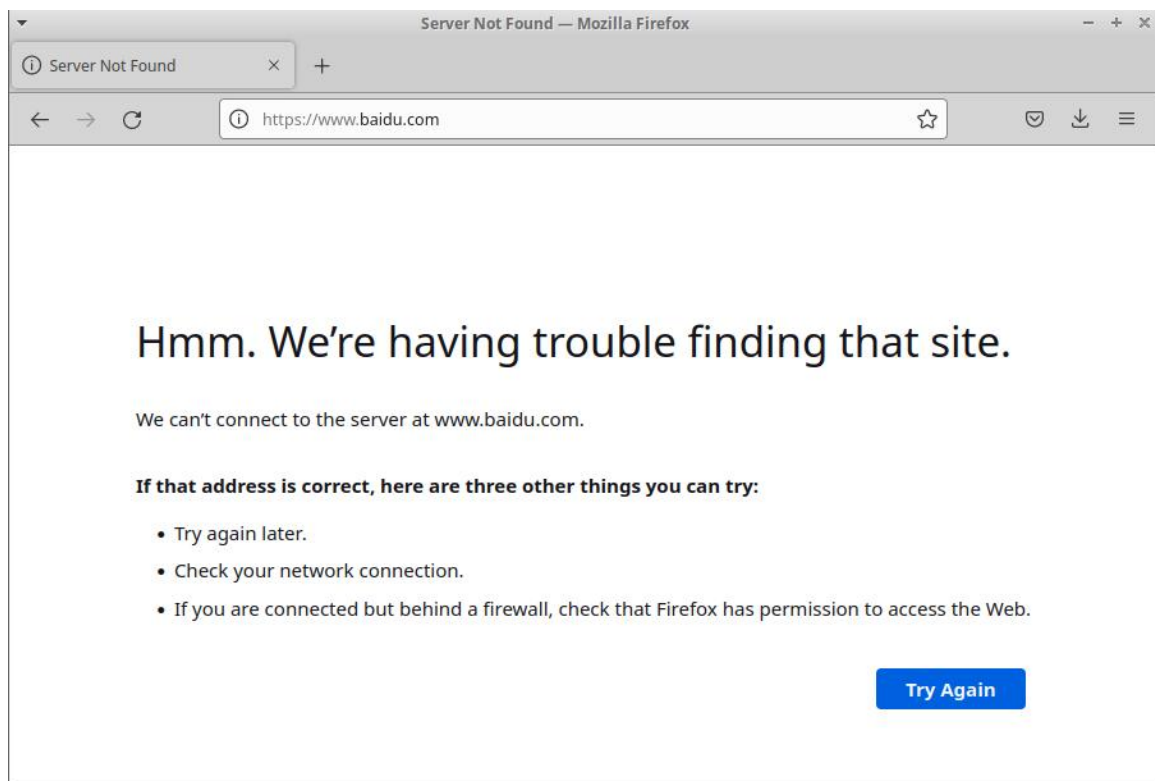 Server Not Found — Mozilla Firefox
Server Not Found
https://www.baidu.com
Hmm. We’re having trouble finding that site.
We can’t connect to the server at www.baidu.com.
If that address is correct, here are three other things you can try:
• Try again later.
• Check your network connection.
• If you are connected but behind a firewall, check that Firefox has permission to access the Web.
Try Again